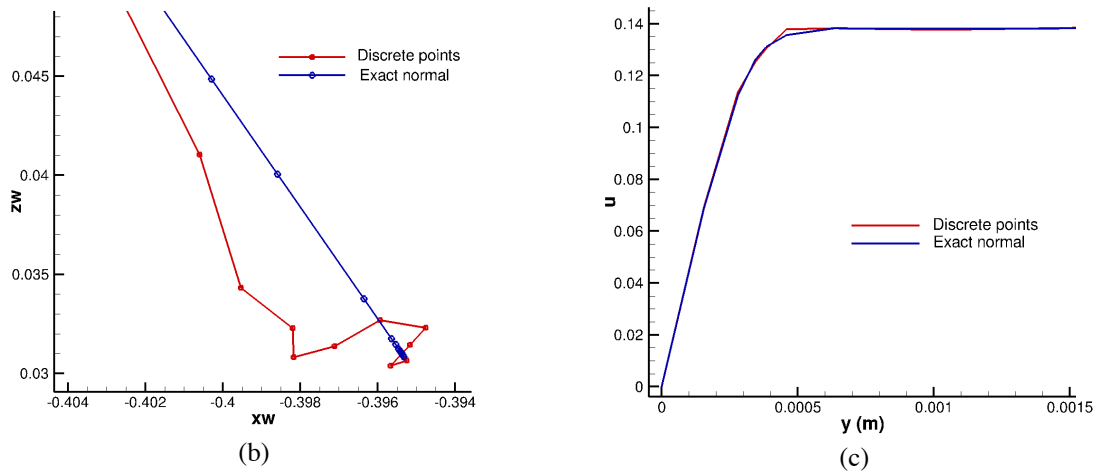 0.045
0.04
0.035
0.03
zw
-0.404
-0.402
-0.4
-0.398
-0.396
-0.394
xw
Discrete points
Exact normal
(b)
0.14
0.12
0.1
0.08
0.06
0.04
0.02
0
u
0
0.0005
0.001
0.0015
y (m)
Discrete points
Exact normal
(c)